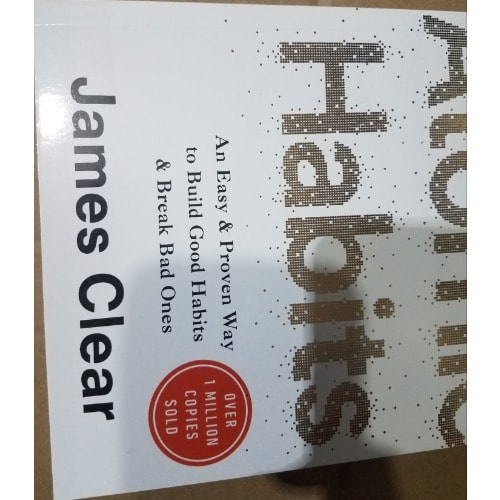 Atomic
Habits
An Easy & Proven Way
to Build Good Habits
& Break Bad Ones
OVER
1 MILLION
COPIES
SOLD
James Clear